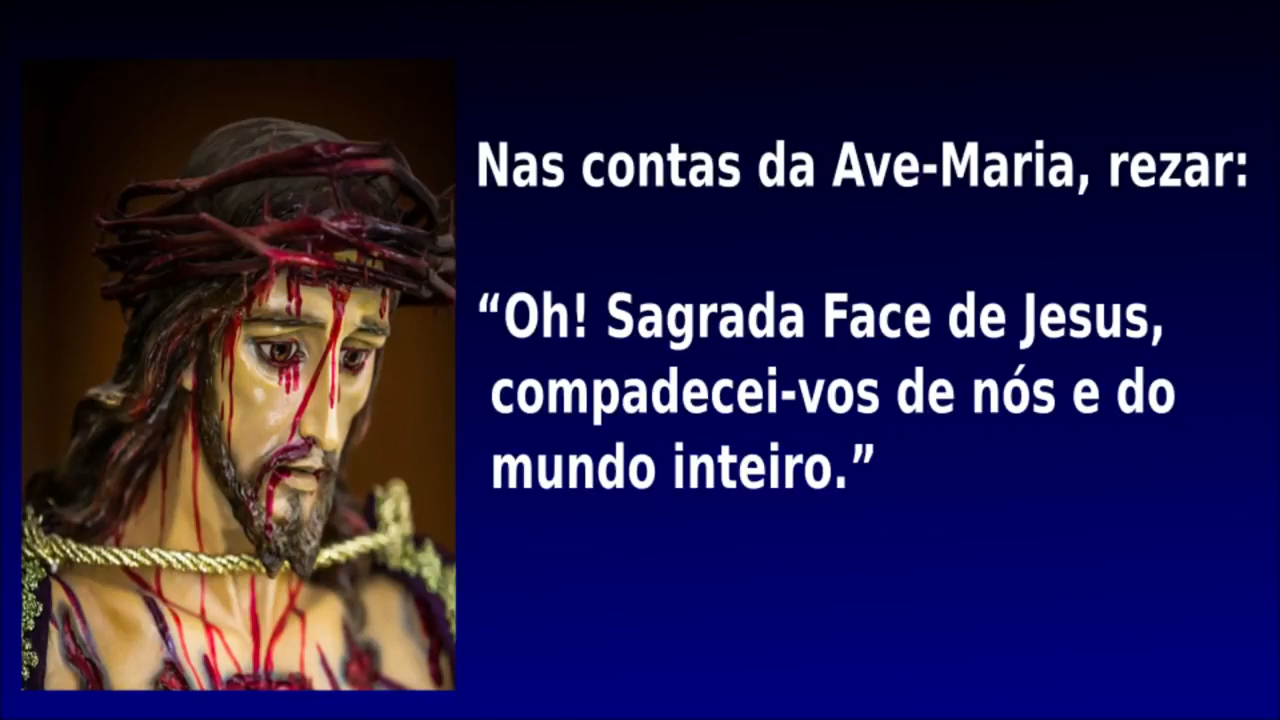 Nas contas da Ave-Maria, rezar:
“Oh! Sagrada Face de Jesus,
compadecei-vos de nós e do
mundo inteiro.”